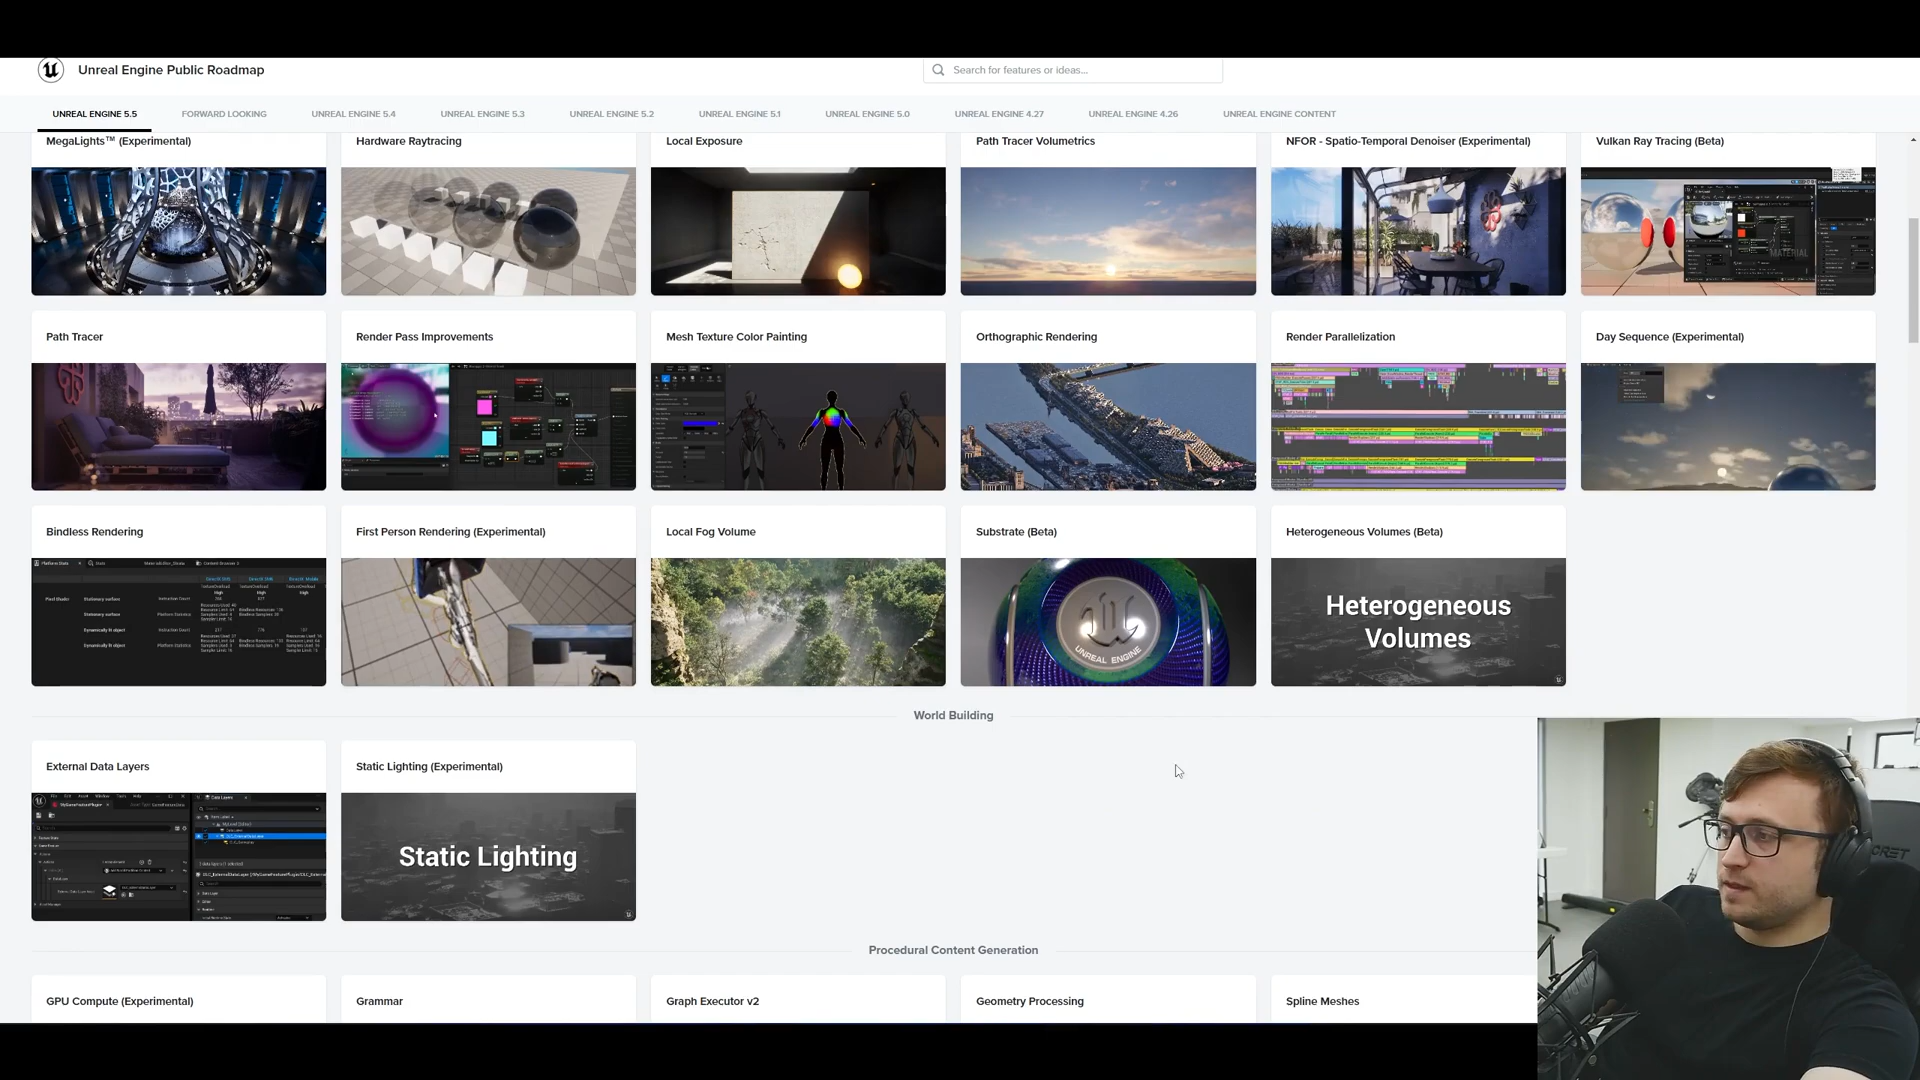 Unreal Engine Public Roadmap
Search for features or ideas...
UNREAL ENGINE 5.5
FORWARD LOOKING
UNREAL ENGINE 5.4
UNREAL ENGINE 5.3
UNREAL ENGINE 5.2
UNREAL ENGINE 5.1
UNREAL ENGINE 5.0
UNREAL ENGINE 4.27
UNREAL ENGINE 4.26
UNREAL ENGINE CONTENT
MegaLights™ (Experimental)
Hardware Raytracing
Local Exposure
Path Tracer Volumetrics
NFOR - Spatio-Temporal Denoiser (Experimental)
Vulkan Ray Tracing (Beta)
MATERIAL
Path Tracer
Render Pass Improvements
Mesh Texture Color Painting
Orthographic Rendering
Render Parallelization
Day Sequence (Experimental)
Bindless Rendering
First Person Rendering (Experimental)
Local Fog Volume
Substrate (Beta)
Heterogeneous Volumes (Beta)
UNREAL ENGINE
Heterogeneous
Volumes
World Building
External Data Layers
Static Lighting (Experimental)
Static Lighting
Procedural Content Generation
GPU Compute (Experimental)
Grammar
Graph Executor v2
Geometry Processing
Spline Meshes